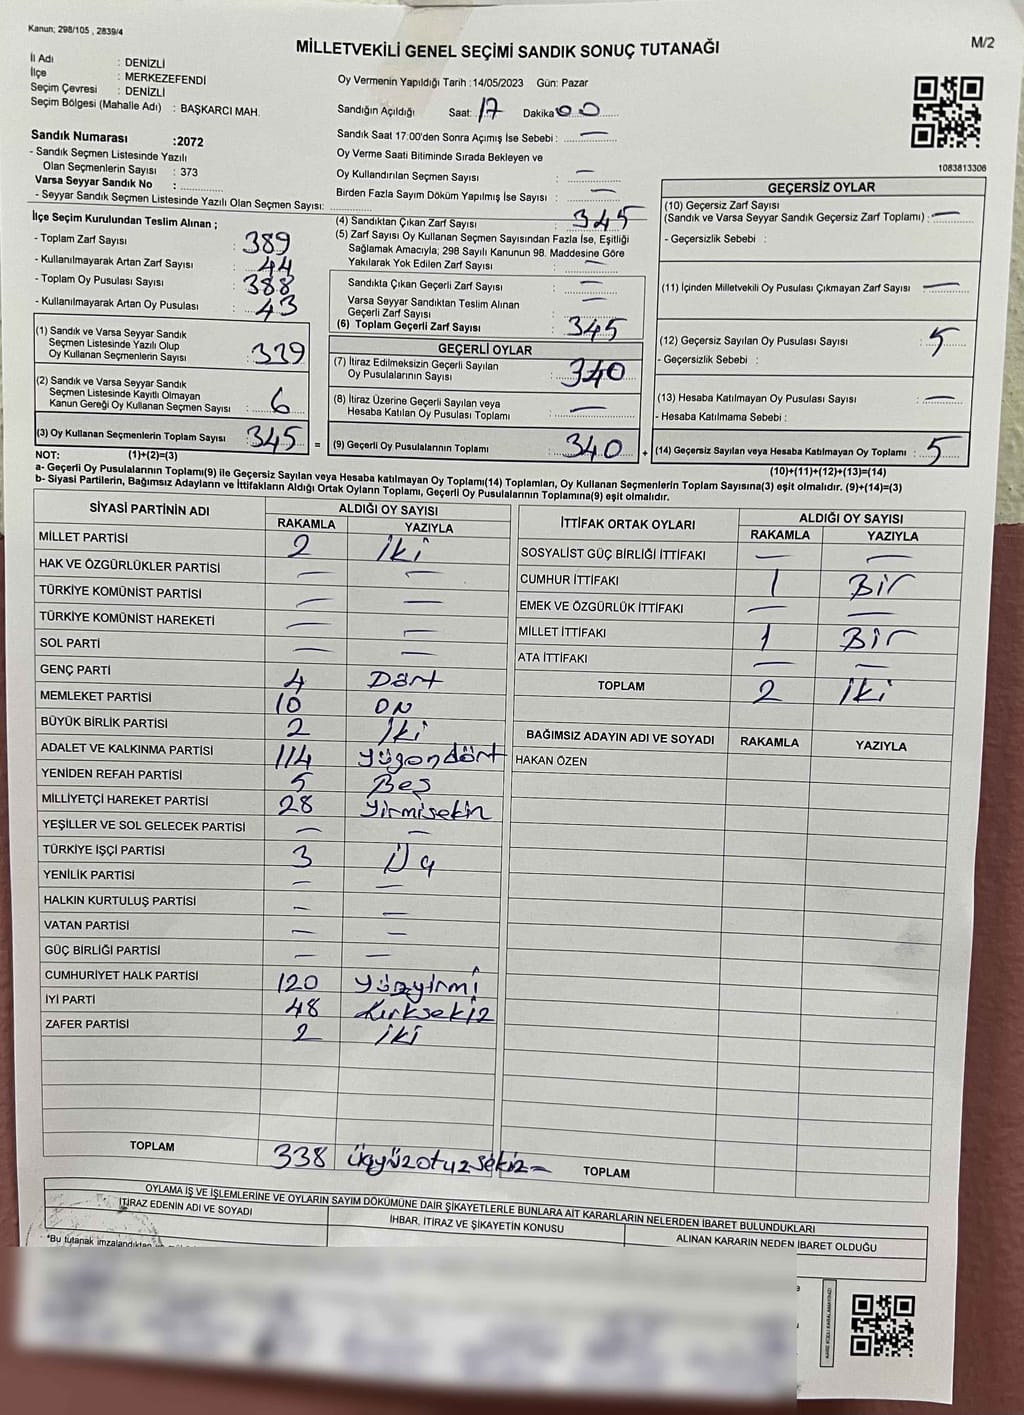 Kanun; 298/105 , 2839/4
M/2
MİLLETVEKİLİ GENEL SEÇİMİ SANDIK SONUÇ TUTANAĞI
İl Adı : DENİZLİ
İlçe : MERKEZEFENDİ
Seçim Çevresi : DENİZLİ
Seçim Bölgesi (Mahalle Adı) : BAŞKARCI MAH.
Oy Vermenin Yapıldığı Tarih : 14/05/2023 Gün: Pazar
Sandığın Açıldığı Saat: 17 Dakika 00
Sandık Saat 17:00'den Sonra Açılmış İse Sebebi : —
Oy Verme Saati Bitiminde Sırada Bekleyen ve
Oy Kullandırılan Seçmen Sayısı : —
Birden Fazla Sayım Döküm Yapılmış İse Sayısı : —
1083813306
Sandık Numarası : 2072
- Sandık Seçmen Listesinde Yazılı
Olan Seçmenlerin Sayısı : 373
Varsa Seyyar Sandık No :
- Seyyar Sandık Seçmen Listesinde Yazılı Olan Seçmen Sayısı:
İlçe Seçim Kurulundan Teslim Alınan ;
- Toplam Zarf Sayısı : 389
- Kullanılmayarak Artan Zarf Sayısı : 44
- Toplam Oy Pusulası Sayısı : 388
- Kullanılmayarak Artan Oy Pusulası : 43
(1) Sandık ve Varsa Seyyar Sandık
Seçmen Listesinde Yazılı Olup
Oy Kullanan Seçmenlerin Sayısı : 339
(2) Sandık ve Varsa Seyyar Sandık
Seçmen Listesinde Kayıtlı Olmayan
Kanun Gereği Oy Kullanan Seçmen Sayısı : 6
(3) Oy Kullanan Seçmenlerin Toplam Sayısı : 345 =
(4) Sandıktan Çıkan Zarf Sayısı : 345
(5) Zarf Sayısı Oy Kullanan Seçmen Sayısından Fazla İse, Eşitliği
Sağlamak Amacıyla; 298 Sayılı Kanunun 98. Maddesine Göre
Yakılarak Yok Edilen Zarf Sayısı : —
Sandıkta Çıkan Geçerli Zarf Sayısı : —
Varsa Seyyar Sandıktan Teslim Alınan
Geçerli Zarf Sayısı : —
(6) Toplam Geçerli Zarf Sayısı : 345
GEÇERLİ OYLAR
(7) İtiraz Edilmeksizin Geçerli Sayılan
Oy Pusulalarının Sayısı : 340
(8) İtiraz Üzerine Geçerli Sayılan veya
Hesaba Katılan Oy Pusulası Toplamı : —
(9) Geçerli Oy Pusulalarının Toplamı : 340 +
GEÇERSİZ OYLAR
(10) Geçersiz Zarf Sayısı
(Sandık ve Varsa Seyyar Sandık Geçersiz Zarf Toplamı) : —
- Geçersizlik Sebebi :
(11) İçinden Milletvekili Oy Pusulası Çıkmayan Zarf Sayısı : —
(12) Geçersiz Sayılan Oy Pusulası Sayısı : 5
- Geçersizlik Sebebi :
(13) Hesaba Katılmayan Oy Pusulası Sayısı : —
- Hesaba Katılmama Sebebi :
(14) Geçersiz Sayılan veya Hesaba Katılmayan Oy Toplamı : 5
NOT: (1)+(2)=(3) (10)+(11)+(12)+(13)=(14)
a- Geçerli Oy Pusulalarının Toplamı(9) ile Geçersiz Sayılan veya Hesaba katılmayan Oy Toplamı(14) Toplamları, Oy Kullanan Seçmenlerin Toplam Sayısına(3) eşit olmalıdır. (9)+(14)=(3)
b- Siyasi Partilerin, Bağımsız Adayların ve İttifakların Aldığı Ortak Oyların Toplamı, Geçerli Oy Pusulalarının Toplamına(9) eşit olmalıdır.
SİYASİ PARTİNİN ADI ALDIĞI OY SAYISI
RAKAMLA YAZIYLA
MİLLET PARTİSİ 2 iki
HAK VE ÖZGÜRLÜKLER PARTİSİ — —
TÜRKİYE KOMÜNİST PARTİSİ — —
TÜRKİYE KOMÜNİST HAREKETİ — —
SOL PARTİ — —
GENÇ PARTİ 4 Dört
MEMLEKET PARTİSİ 10 ON
BÜYÜK BİRLİK PARTİSİ 2 iki
ADALET VE KALKINMA PARTİSİ 114 yügondört
YENİDEN REFAH PARTİSİ 5 Beş
MİLLİYETÇİ HAREKET PARTİSİ 28 yirmisekin
YEŞİLLER VE SOL GELECEK PARTİSİ — —
TÜRKİYE İŞÇİ PARTİSİ 3 Üç
YENİLİK PARTİSİ — —
HALKIN KURTULUŞ PARTİSİ — —
VATAN PARTİSİ — —
GÜÇ BİRLİĞİ PARTİSİ — —
CUMHURİYET HALK PARTİSİ 120 yüzyirmi
İYİ PARTİ 48 kırksekiz
ZAFER PARTİSİ 2 iki
TOPLAM 338 üçyüzotuzsekiz
İTTİFAK ORTAK OYLARI ALDIĞI OY SAYISI
RAKAMLA YAZIYLA
SOSYALİST GÜÇ BİRLİĞİ İTTİFAKI — —
CUMHUR İTTİFAKI 1 Bir
EMEK VE ÖZGÜRLÜK İTTİFAKI — —
MİLLET İTTİFAKI 1 Bir
ATA İTTİFAKI — —
TOPLAM 2 iki
BAĞIMSIZ ADAYIN ADI VE SOYADI RAKAMLA YAZIYLA
HAKAN ÖZEN
TOPLAM
OYLAMA İŞ VE İŞLEMLERİNE VE OYLARIN SAYIM DÖKÜMÜNE DAİR ŞİKAYETLERLE BUNLARA AİT KARARLARIN NELERDEN İBARET BULUNDUKLARI
İTİRAZ EDENİN ADI VE SOYADI İHBAR, İTİRAZ VE ŞİKAYETİN KONUSU ALINAN KARARIN NEDEN İBARET OLDUĞU
*Bu tutanak imzalandıktan
KARE KODU KARALAMAYINIZ!